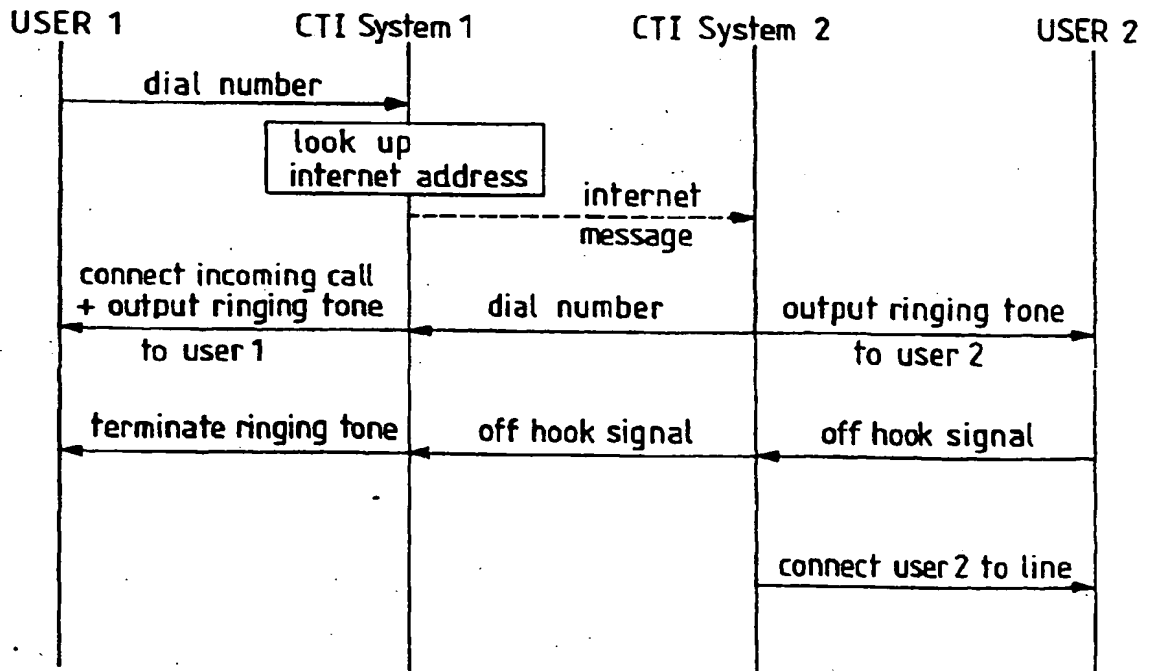 USER 1
CTI System 1
CTI System 2
USER 2
dial number
look up
internet address
internet
message
connect incoming call
+ output ringing tone
to user 1
dial number
output ringing tone
to user 2
terminate ringing tone
off hook signal
off hook signal
connect user 2 to line